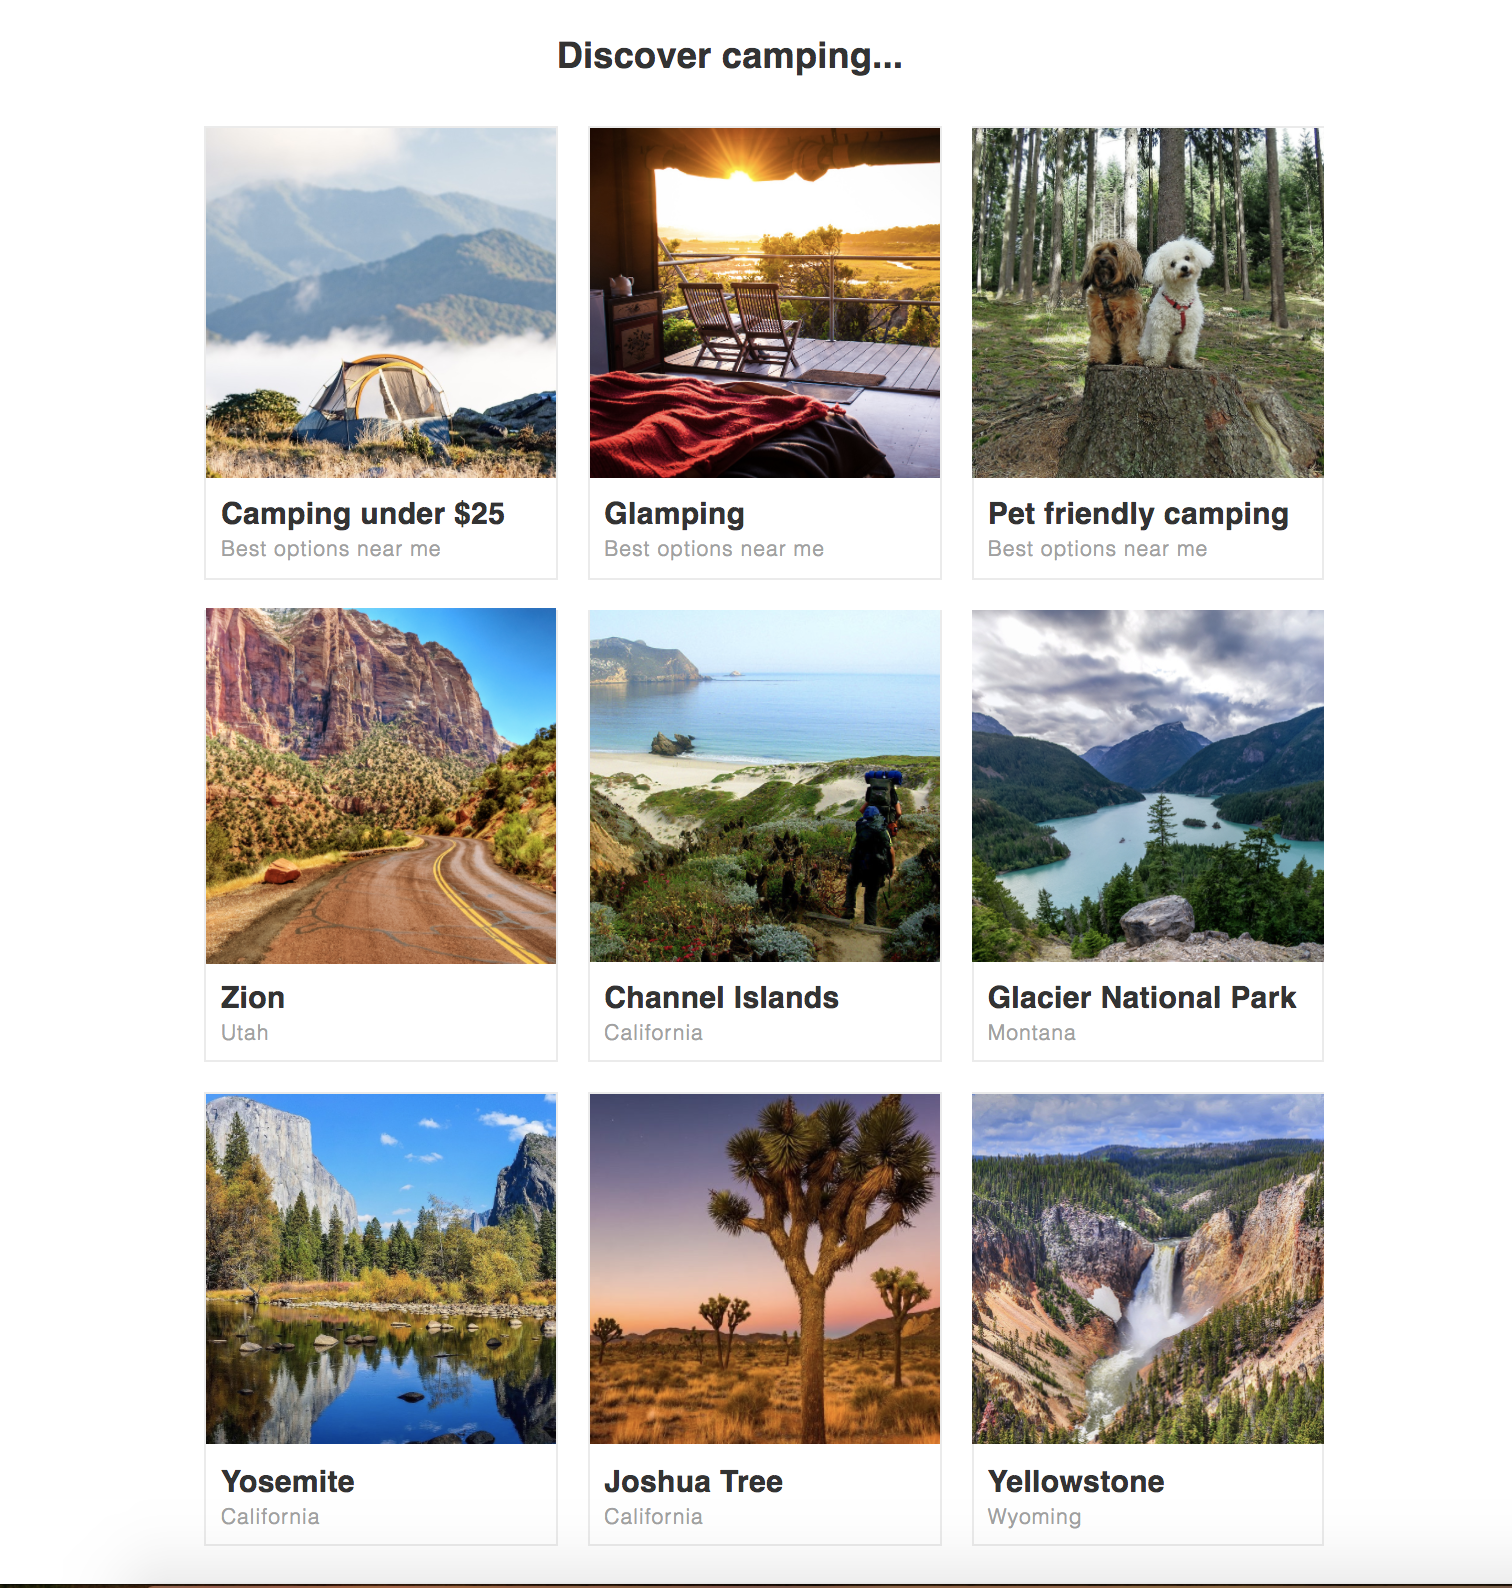 Discover camping...
Camping under $25
Best options near me
Glamping
Best options near me
Pet friendly camping
Best options near me
Zion
Utah
Channel Islands
California
Glacier National Park
Montana
Yosemite
California
Joshua Tree
California
Yellowstone
Wyoming